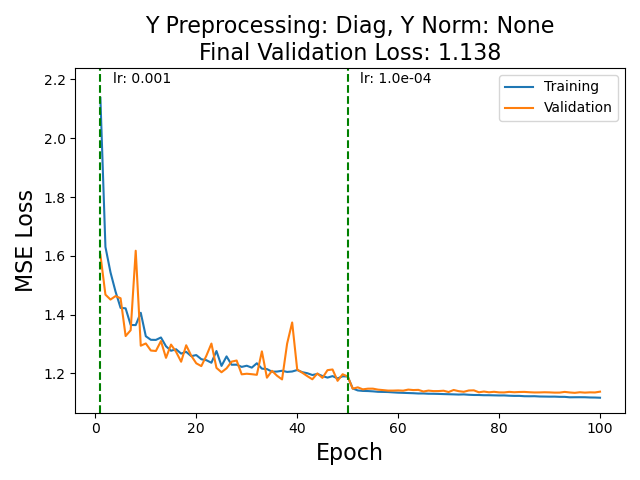 Y Preprocessing: Diag, Y Norm: None
Final Validation Loss: 1.138
lr: 0.001
lr: 1.0e-04
Training
Validation
2.2
2.0
1.8
1.6
1.4
1.2
MSE Loss
0
20
40
60
80
100
Epoch